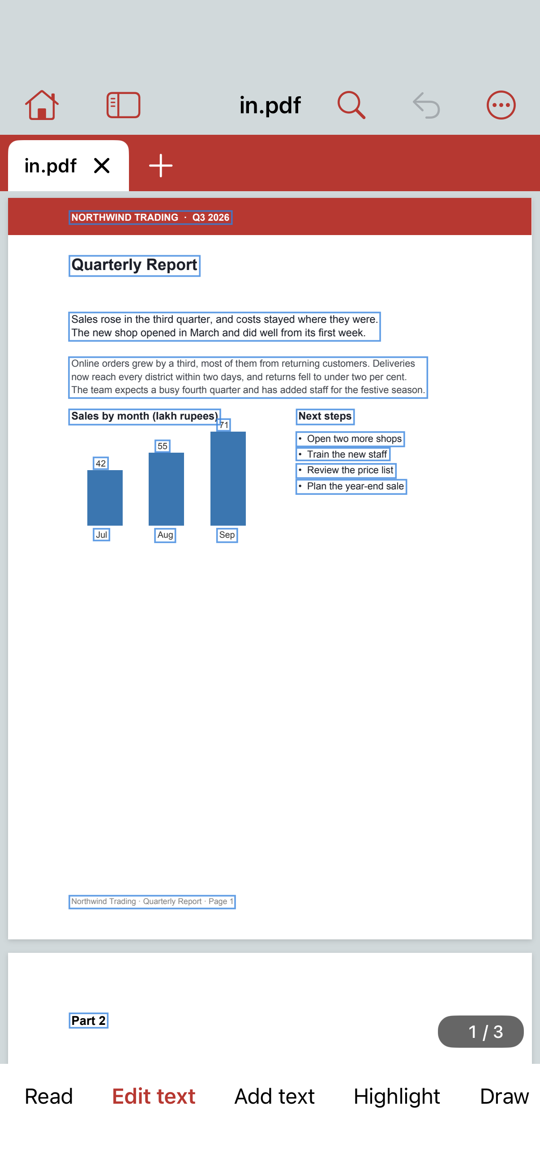 in.pdf
in.pdf
NORTHWIND TRADING · Q3 2026
Quarterly Report
Sales rose in the third quarter, and costs stayed where they were.
The new shop opened in March and did well from its first week.
Online orders grew by a third, most of them from returning customers. Deliveries
now reach every district within two days, and returns fell to under two per cent.
The team expects a busy fourth quarter and has added staff for the festive season.
Sales by month (lakh rupees)
71
55
42
Jul
Aug
Sep
Next steps
• Open two more shops
• Train the new staff
• Review the price list
• Plan the year-end sale
Northwind Trading · Quarterly Report · Page 1
Part 2
1 / 3
Read
Edit text
Add text
Highlight
Draw